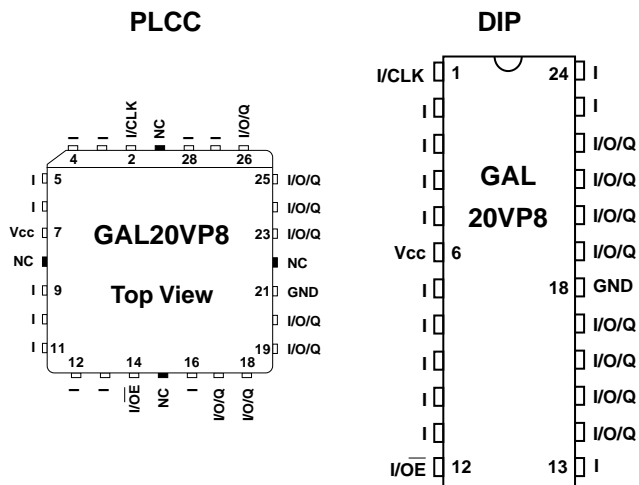 PLCC
I I I/CLK NC I I I/O/Q
4 2 28 26
I 5 25 I/O/Q
I I/O/Q
Vcc 7 GAL20VP8 23 I/O/Q
NC NC
I 9 Top View 21 GND
I I/O/Q
I 11 19 I/O/Q
12 14 16 18
I I I/O̅E̅ NC I I/O/Q I/O/Q
DIP
I/CLK 1 24 I
I I
I I/O/Q
I GAL I/O/Q
I 20VP8 I/O/Q
Vcc 6 I/O/Q
I 18 GND
I I/O/Q
I I/O/Q
I I/O/Q
I I/O/Q
I/O̅E̅ 12 13 I